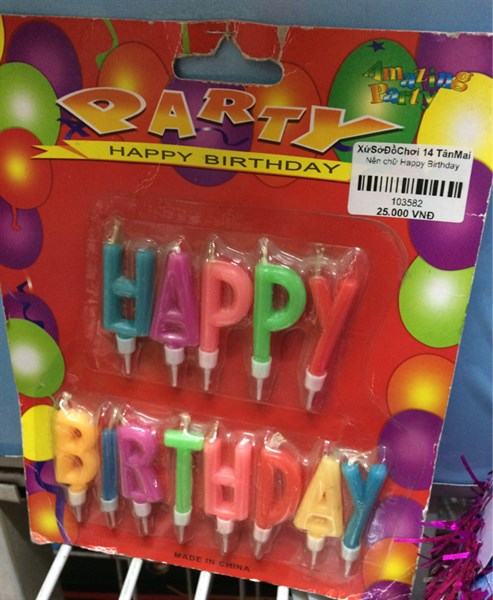 Amazing
Party
PARTY
HAPPY BIRTHDAY
XứSởĐồChơi 14 TânMai
Nến chữ Happy Birthday
103582
25.000 VNĐ
HAPPY
BIRTHDAY
MADE IN CHINA